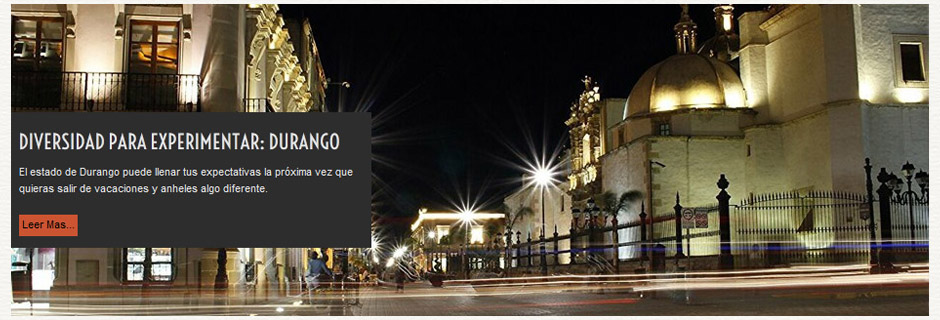 DIVERSIDAD PARA EXPERIMENTAR: DURANGO
El estado de Durango puede llenar tus expectativas la próxima vez que
quieras salir de vacaciones y anheles algo diferente.
Leer Mas...